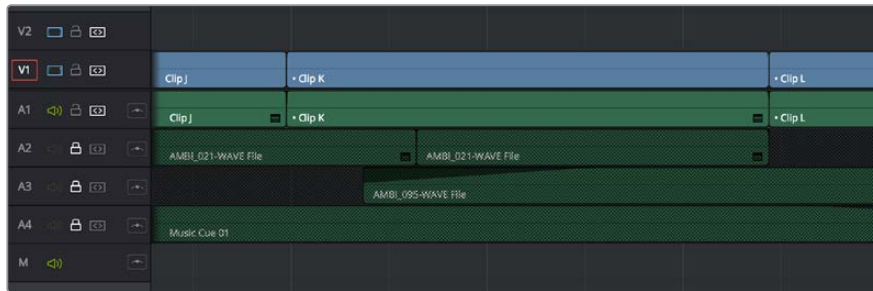 V2
V1 Clip J • Clip K • Clip L
A1 Clip J • Clip K • Clip L
A2 AMBI_021-WAVE File AMBI_021-WAVE File
A3 AMBI_095-WAVE File
A4 Music Cue 01
M